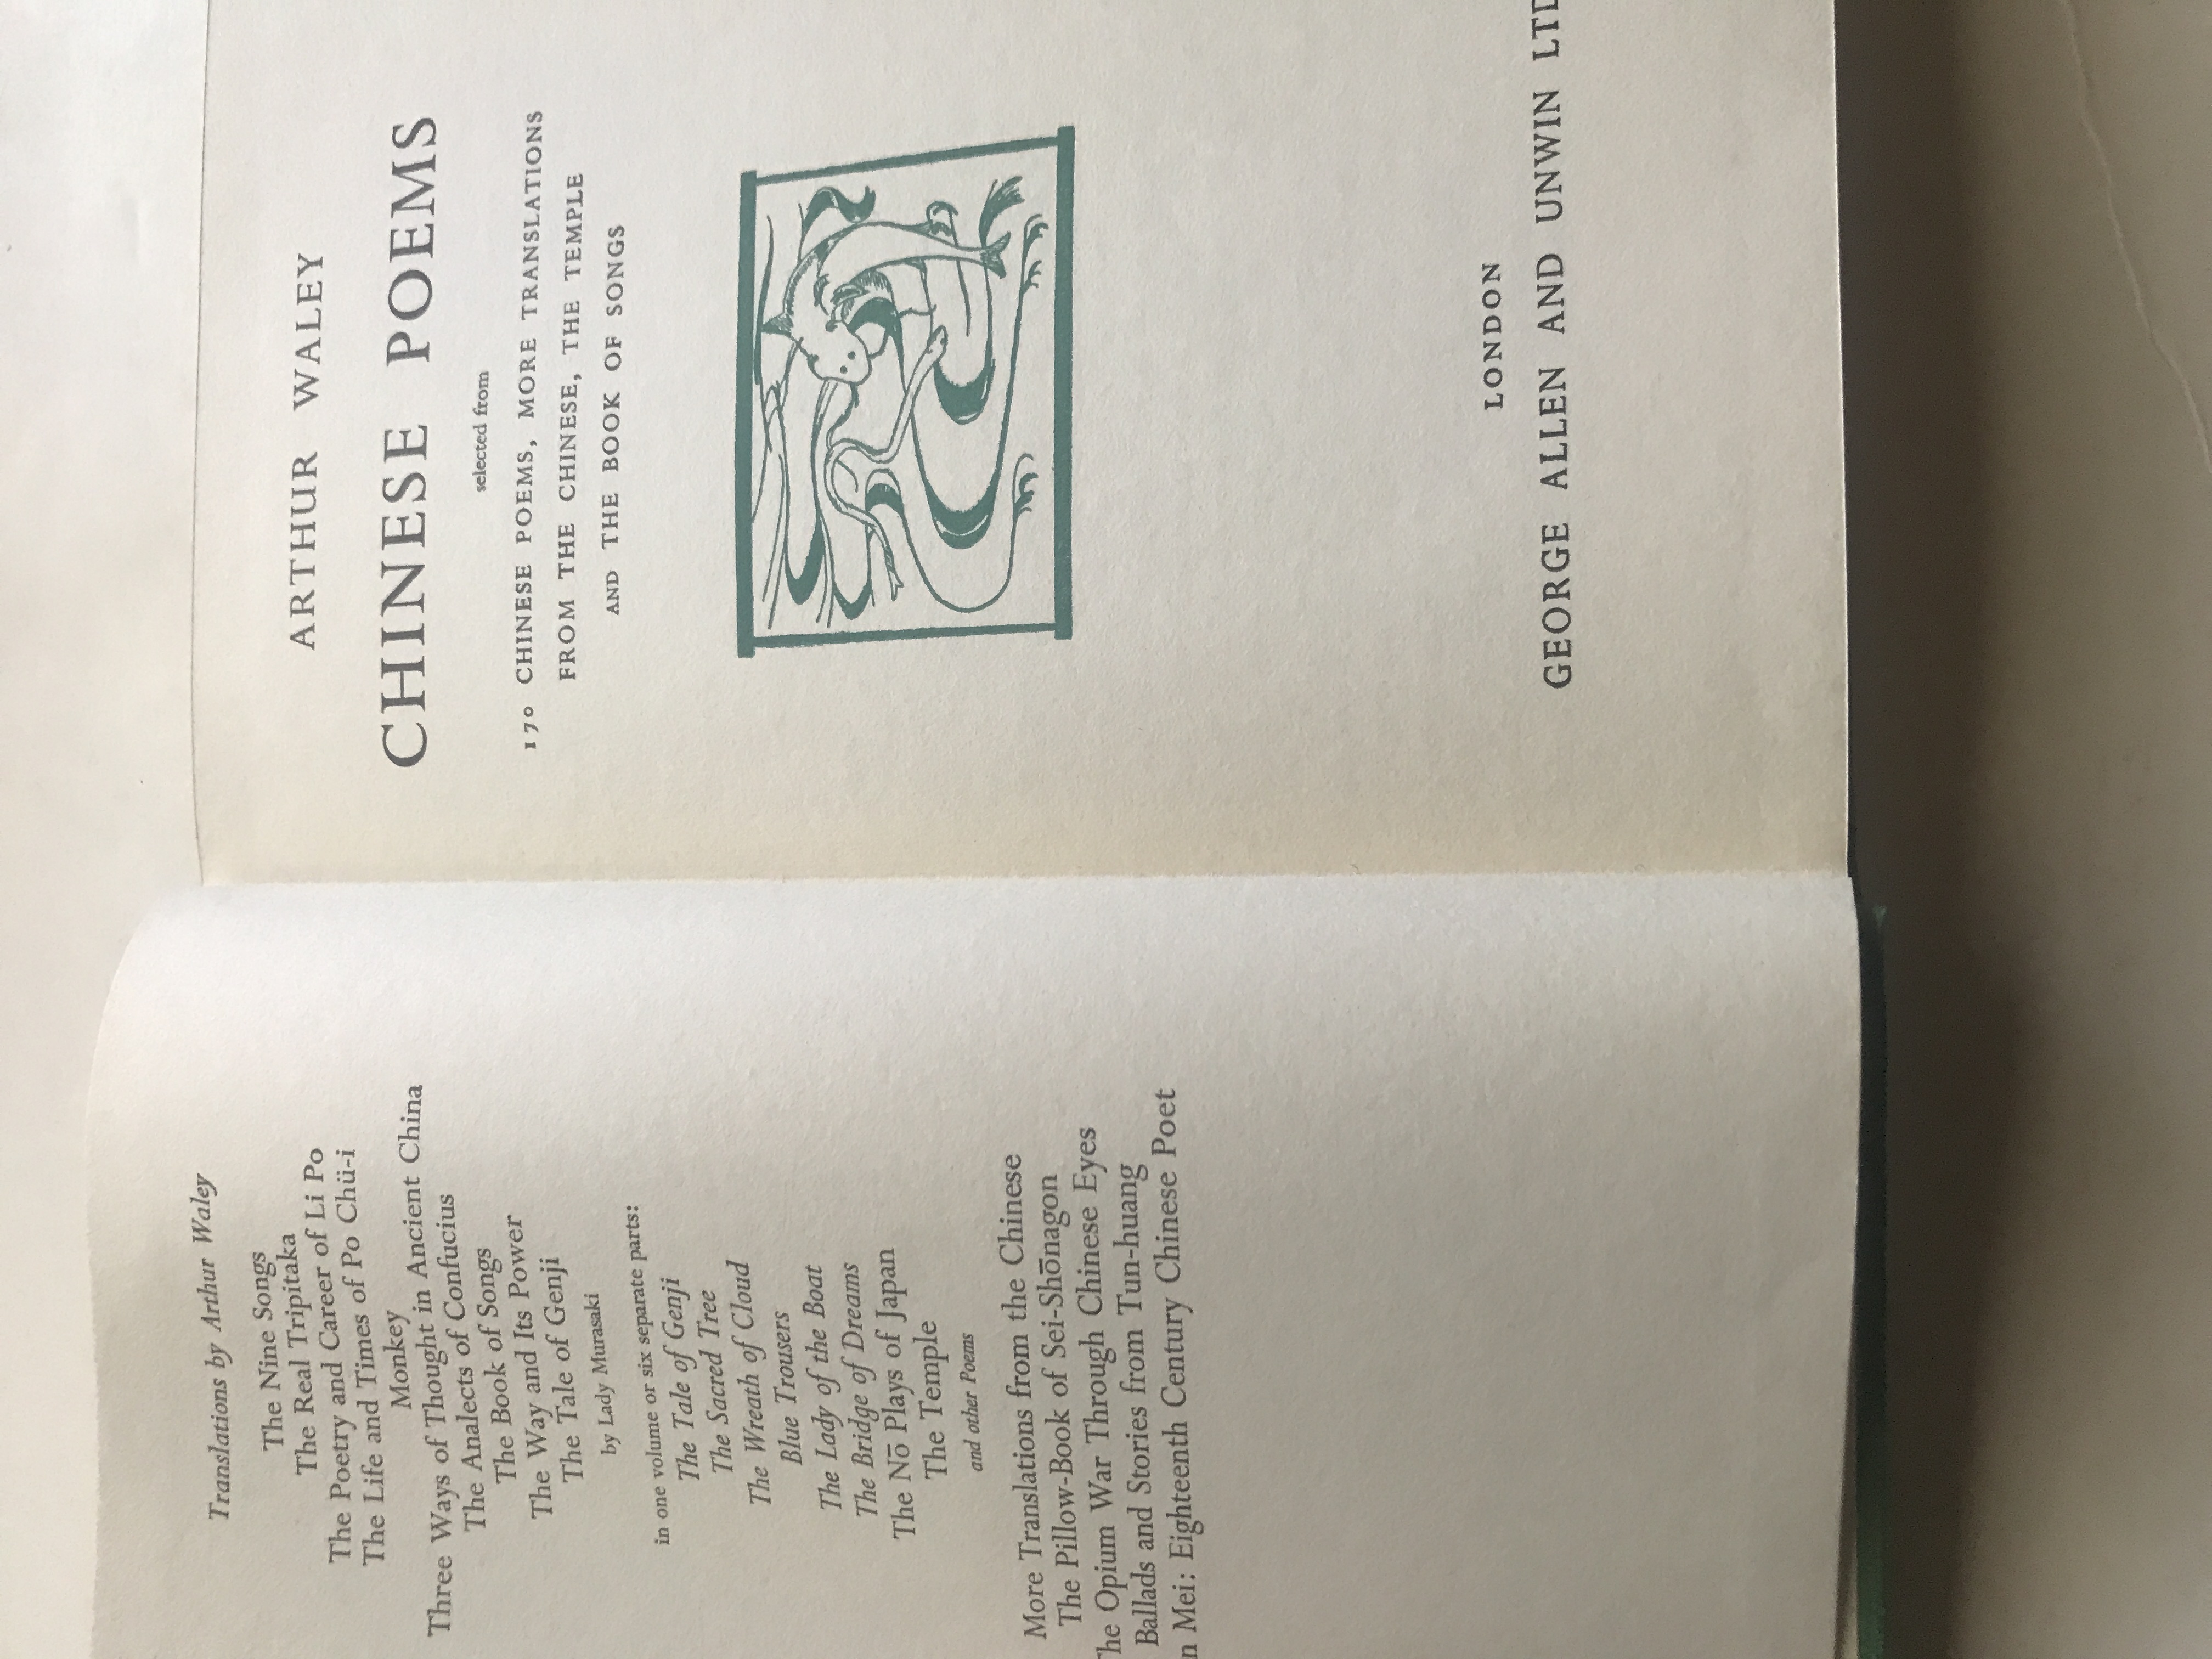 Translations by Arthur Waley
The Nine Songs
The Real Tripitaka
The Poetry and Career of Li Po
The Life and Times of Po Chü-i
Monkey
Three Ways of Thought in Ancient China
The Analects of Confucius
The Book of Songs
The Way and Its Power
The Tale of Genji
by Lady Murasaki
in one volume or six separate parts:
The Tale of Genji
The Sacred Tree
The Wreath of Cloud
Blue Trousers
The Lady of the Boat
The Bridge of Dreams
The Nō Plays of Japan
The Temple
and other Poems
More Translations from the Chinese
The Pillow-Book of Sei-Shōnagon
he Opium War Through Chinese Eyes
Ballads and Stories from Tun-huang
n Mei: Eighteenth Century Chinese Poet
ARTHUR WALEY
CHINESE POEMS
selected from
170 CHINESE POEMS, MORE TRANSLATIONS
FROM THE CHINESE, THE TEMPLE
AND THE BOOK OF SONGS
LONDON
GEORGE ALLEN AND UNWIN LTD